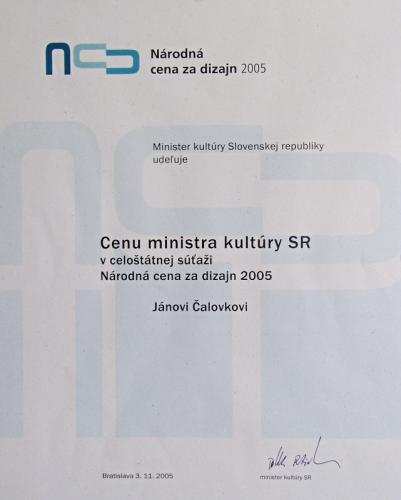 ncd
Národná
cena za dizajn 2005
Minister kultúry Slovenskej republiky
udeľuje
Cenu ministra kultúry SR
v celoštátnej súťaži
Národná cena za dizajn 2005
Jánovi Čalovkovi
Bratislava 3. 11. 2005
minister kultúry SR